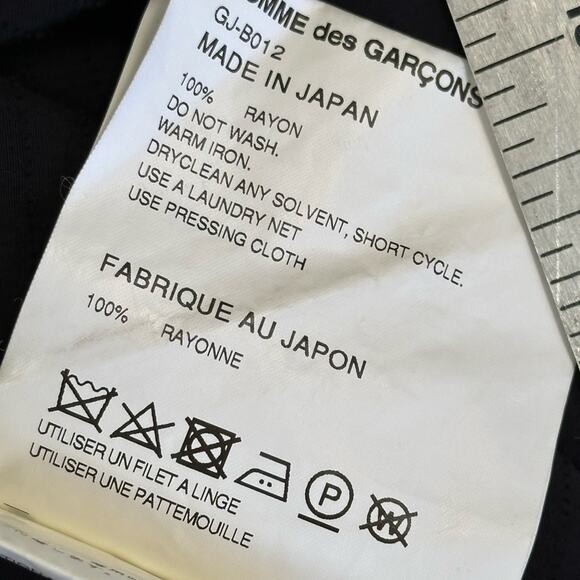 OMME des GARÇONS
GJ-B012
MADE IN JAPAN
100% RAYON
DO NOT WASH.
WARM IRON.
DRYCLEAN ANY SOLVENT, SHORT CYCLE.
USE A LAUNDRY NET
USE PRESSING CLOTH
FABRIQUE AU JAPON
100% RAYONNE
P
W
UTILISER UN FILET A LINGE
UTILISER UNE PATTEMOUILLE